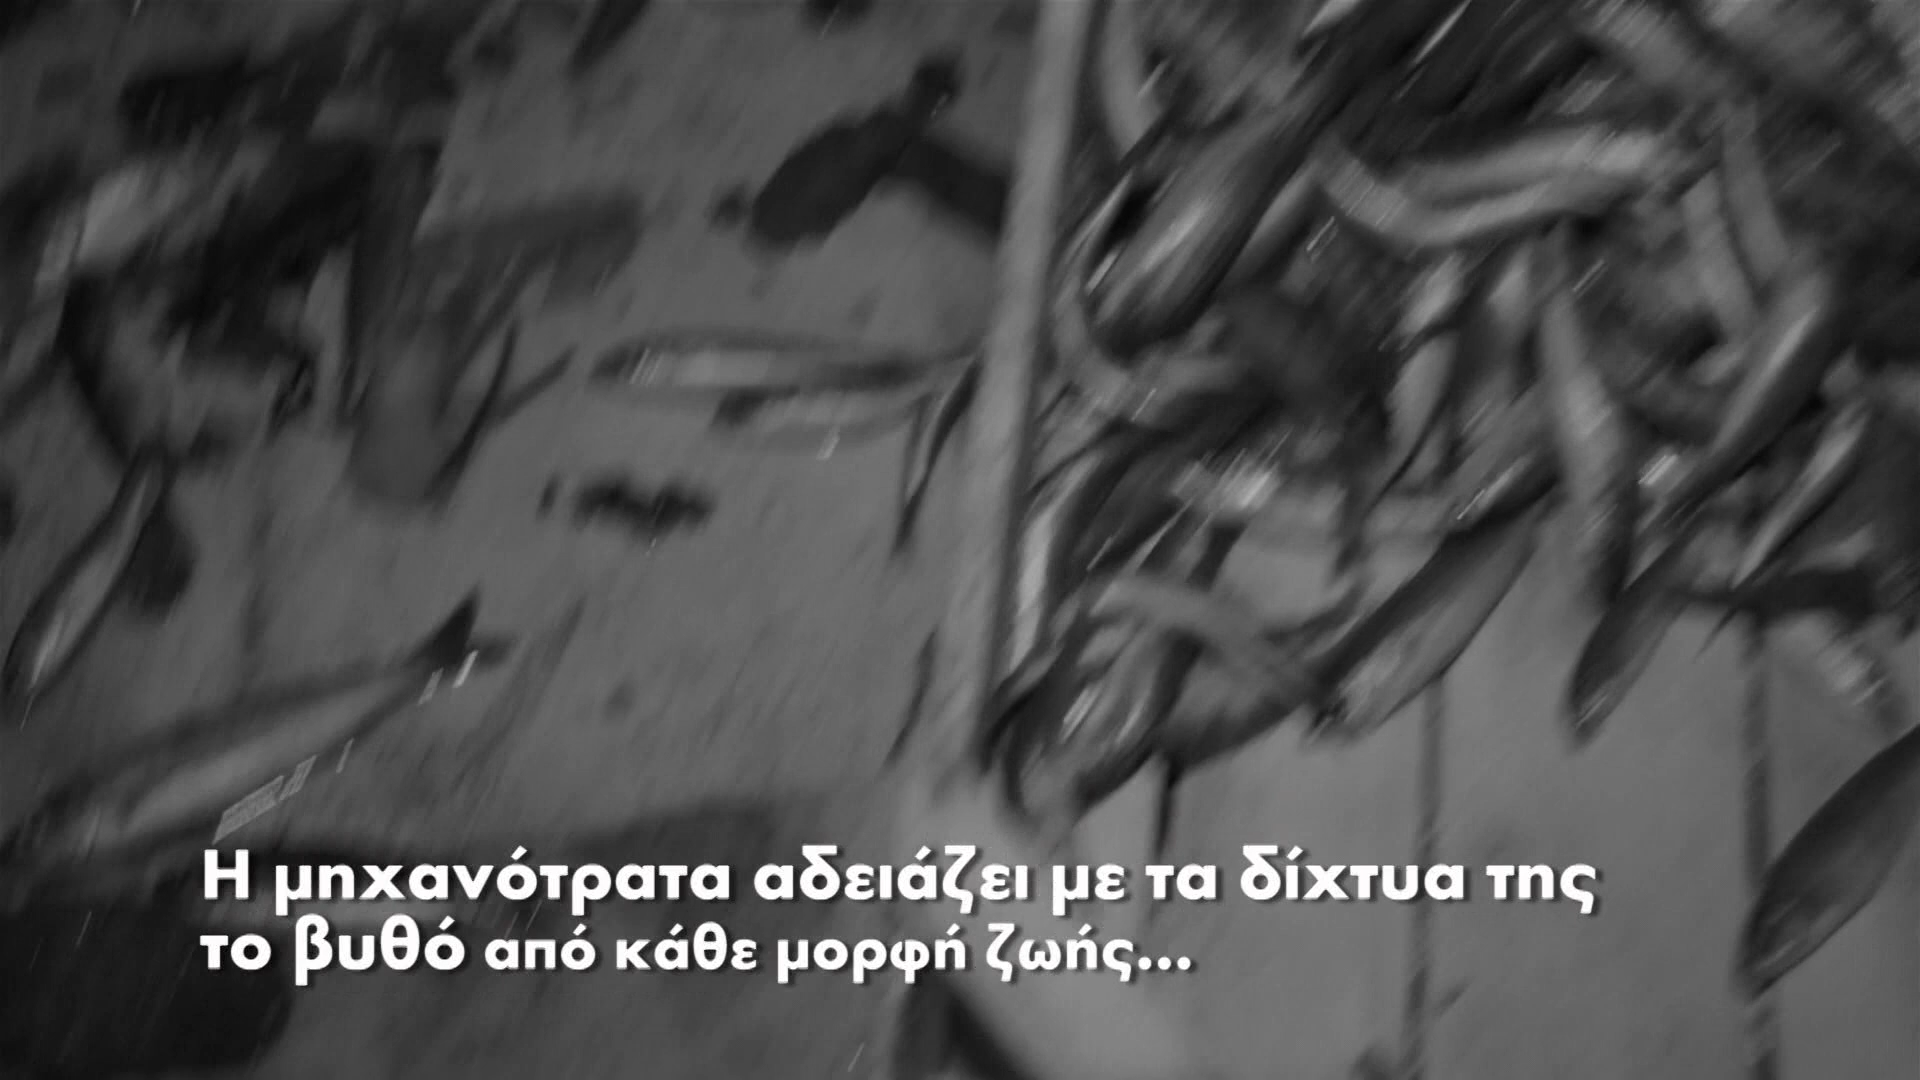 Η μηχανότρατα αδειάζει με τα δίχτυα της
το βυθό από κάθε μορφή ζωής...